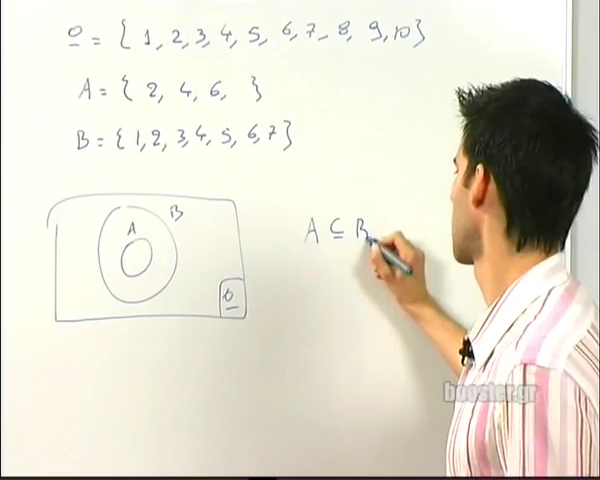 Ω = { 1, 2, 3, 4, 5, 6, 7, 8, 9, 10 }
A = { 2, 4, 6, }
B = { 1, 2, 3, 4, 5, 6, 7 }
B
A
A ⊆ B
Ω
booster.gr